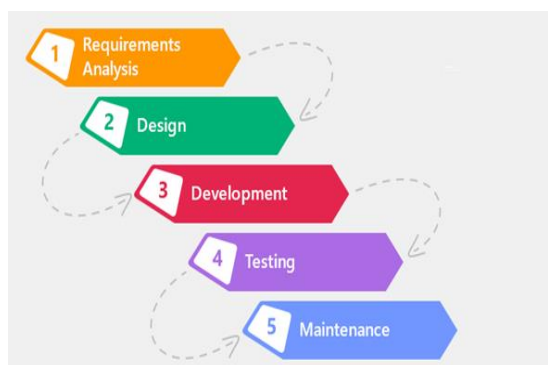 1
Requirements
Analysis
2
Design
3
Development
4
Testing
5
Maintenance